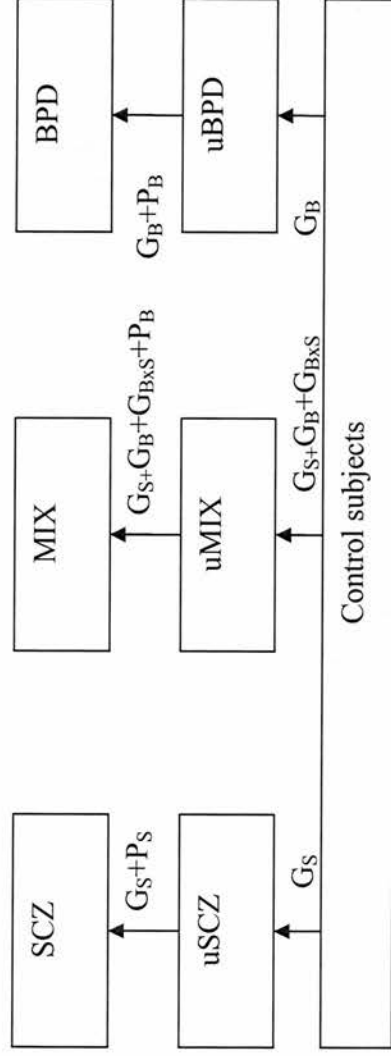 SCZ
MIX
BPD
G_S+P_S
G_S+G_B+G_BxS+P_B
G_B+P_B
uSCZ
uMIX
uBPD
G_S
G_S+G_B+G_BxS
G_B
Control subjects